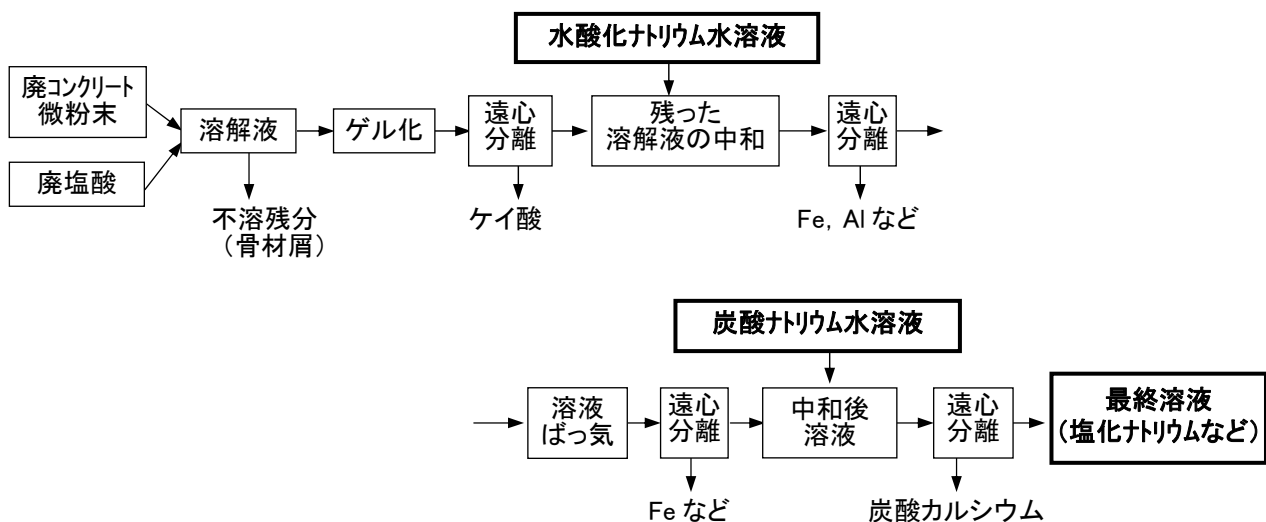 水酸化ナトリウム水溶液
廃コンクリート
微粉末
廃塩酸
溶解液
ゲル化
遠心
分離
残った
溶解液の中和
遠心
分離
不溶残分
（骨材屑）
ケイ酸
Fe, Al など
炭酸ナトリウム水溶液
溶液
ばっ気
遠心
分離
中和後
溶液
遠心
分離
最終溶液
（塩化ナトリウムなど）
Fe など
炭酸カルシウム